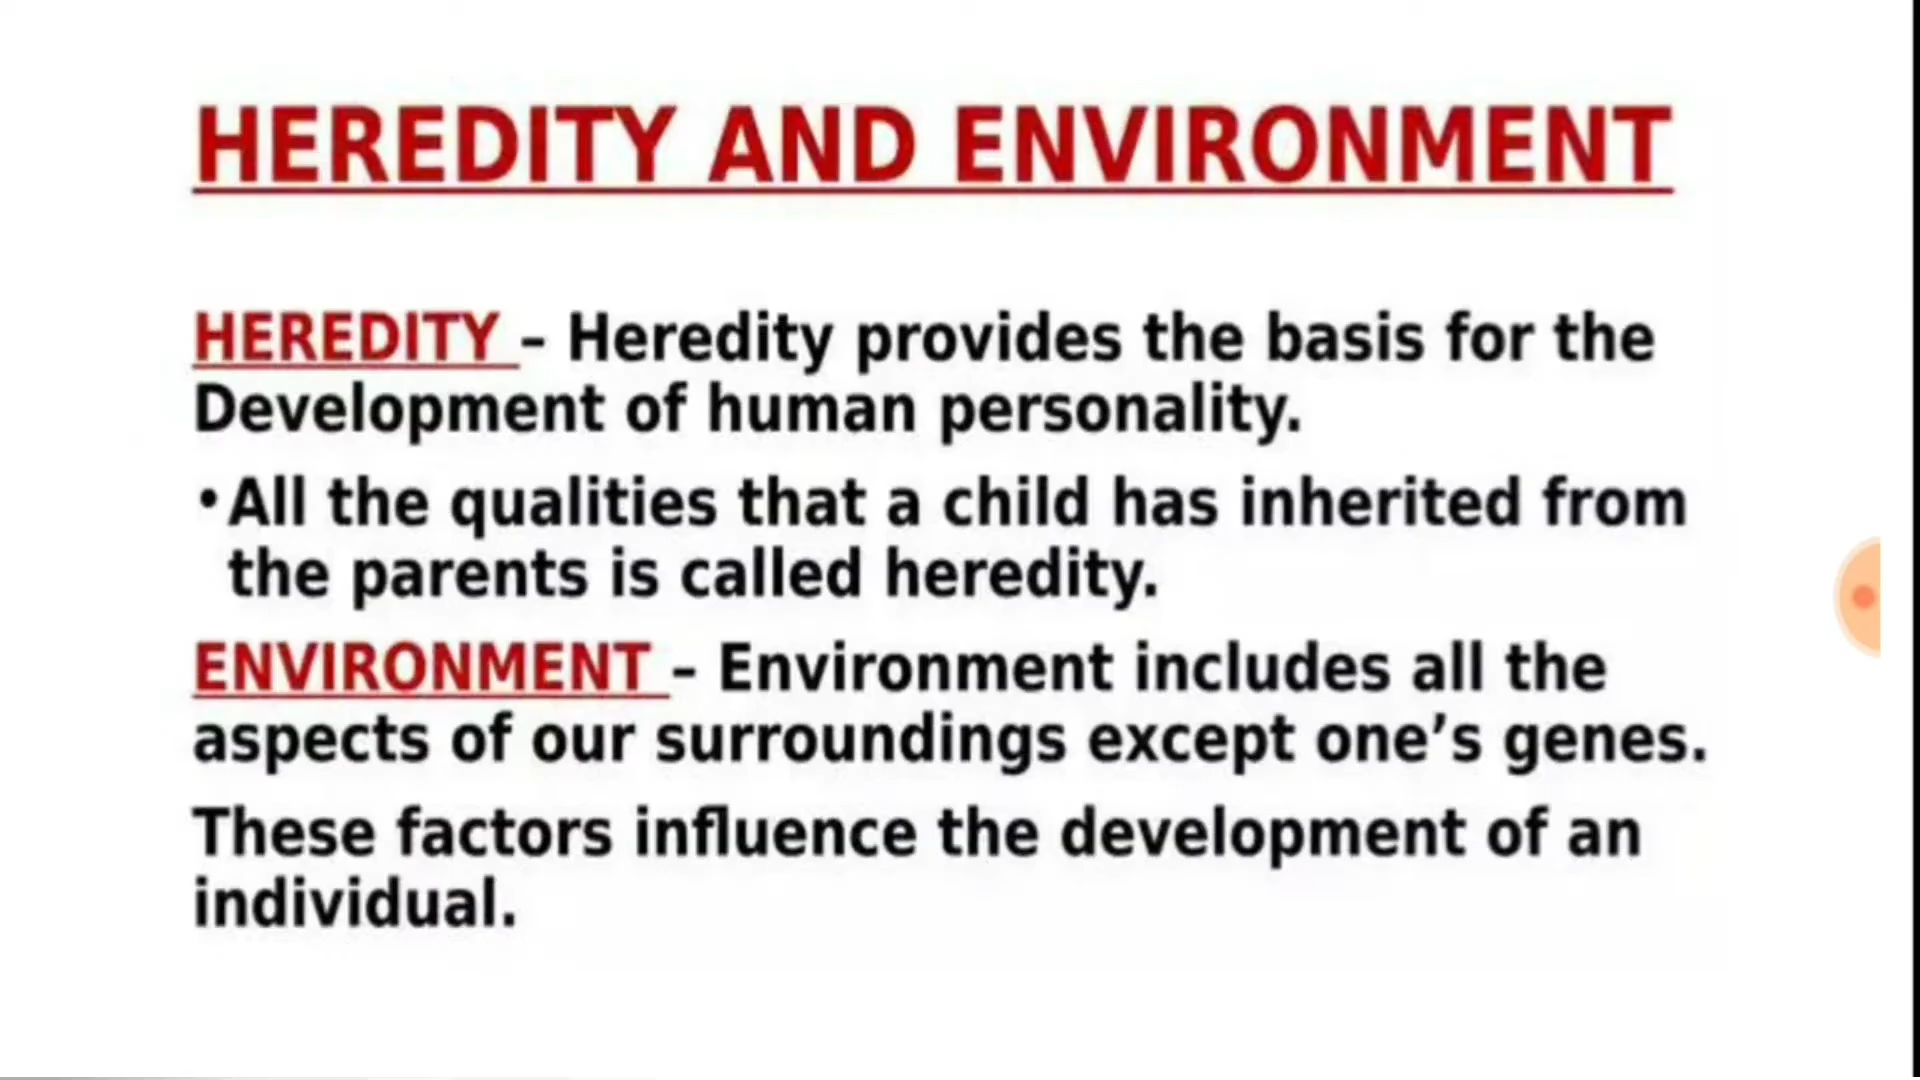 HEREDITY AND ENVIRONMENT
HEREDITY – Heredity provides the basis for the
Development of human personality.
•All the qualities that a child has inherited from
the parents is called heredity.
ENVIRONMENT – Environment includes all the
aspects of our surroundings except one’s genes.
These factors influence the development of an
individual.